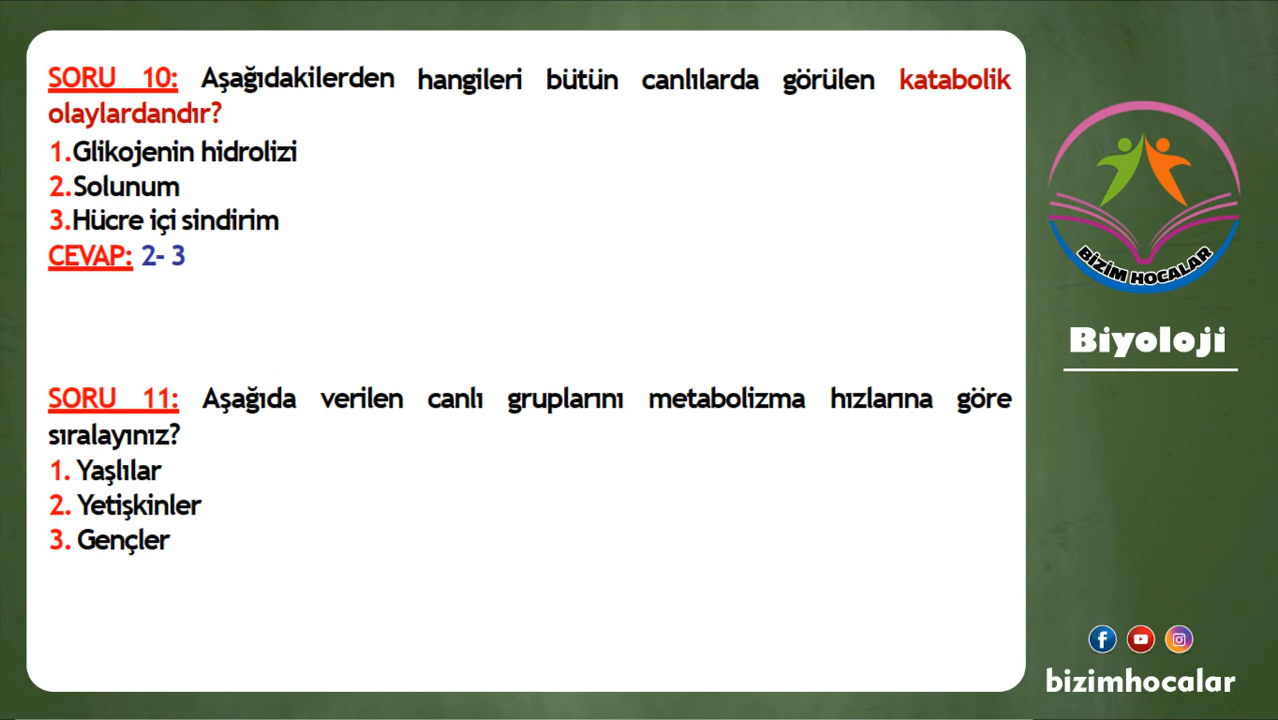 SORU 10: Aşağıdakilerden hangileri bütün canlılarda görülen katabolik
olaylardandır?
1.Glikojenin hidrolizi
2.Solunum
3.Hücre içi sindirim
CEVAP: 2- 3
SORU 11: Aşağıda verilen canlı gruplarını metabolizma hızlarına göre
sıralayınız?
1. Yaşlılar
2. Yetişkinler
3. Gençler
BİZİM HOCALAR
Biyoloji
bizimhocalar